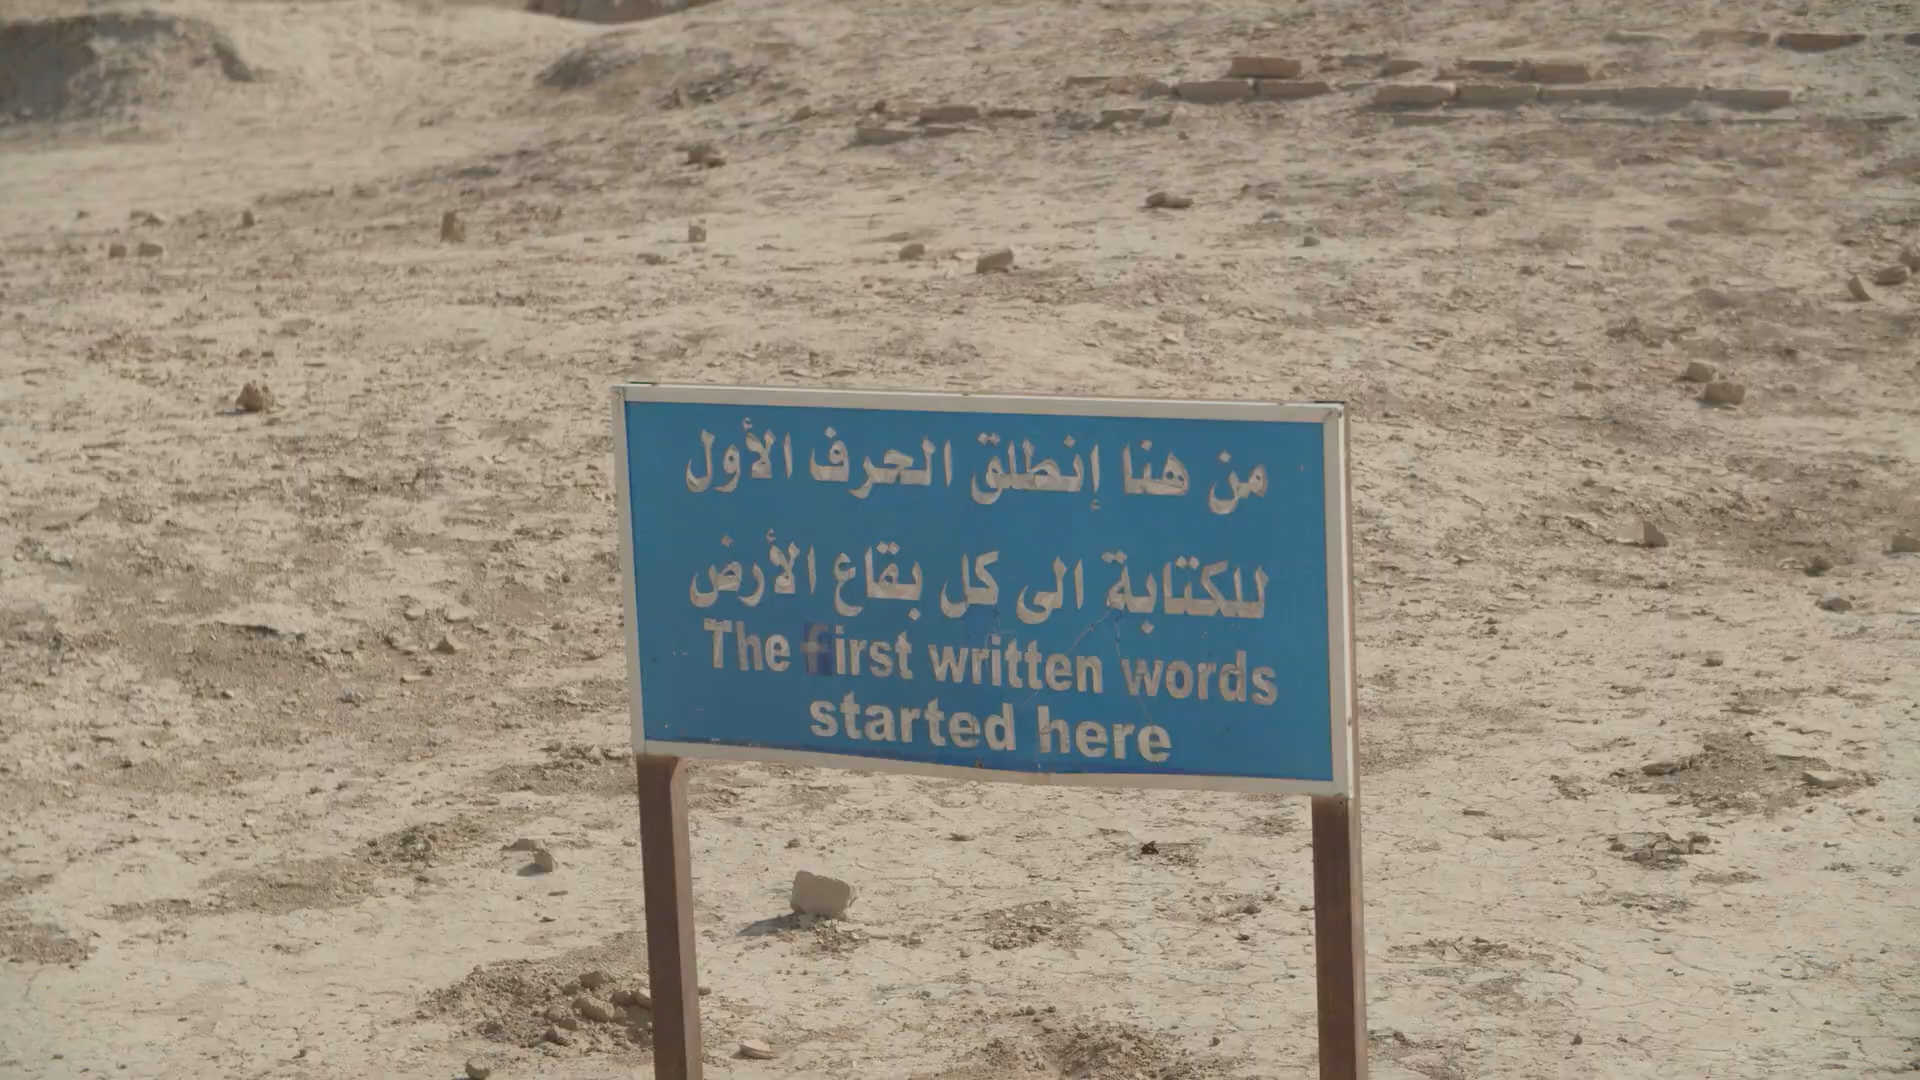 من هنا إنطلق الحرف الأول
للكتابة الى كل بقاع الأرض
The first written words
started here